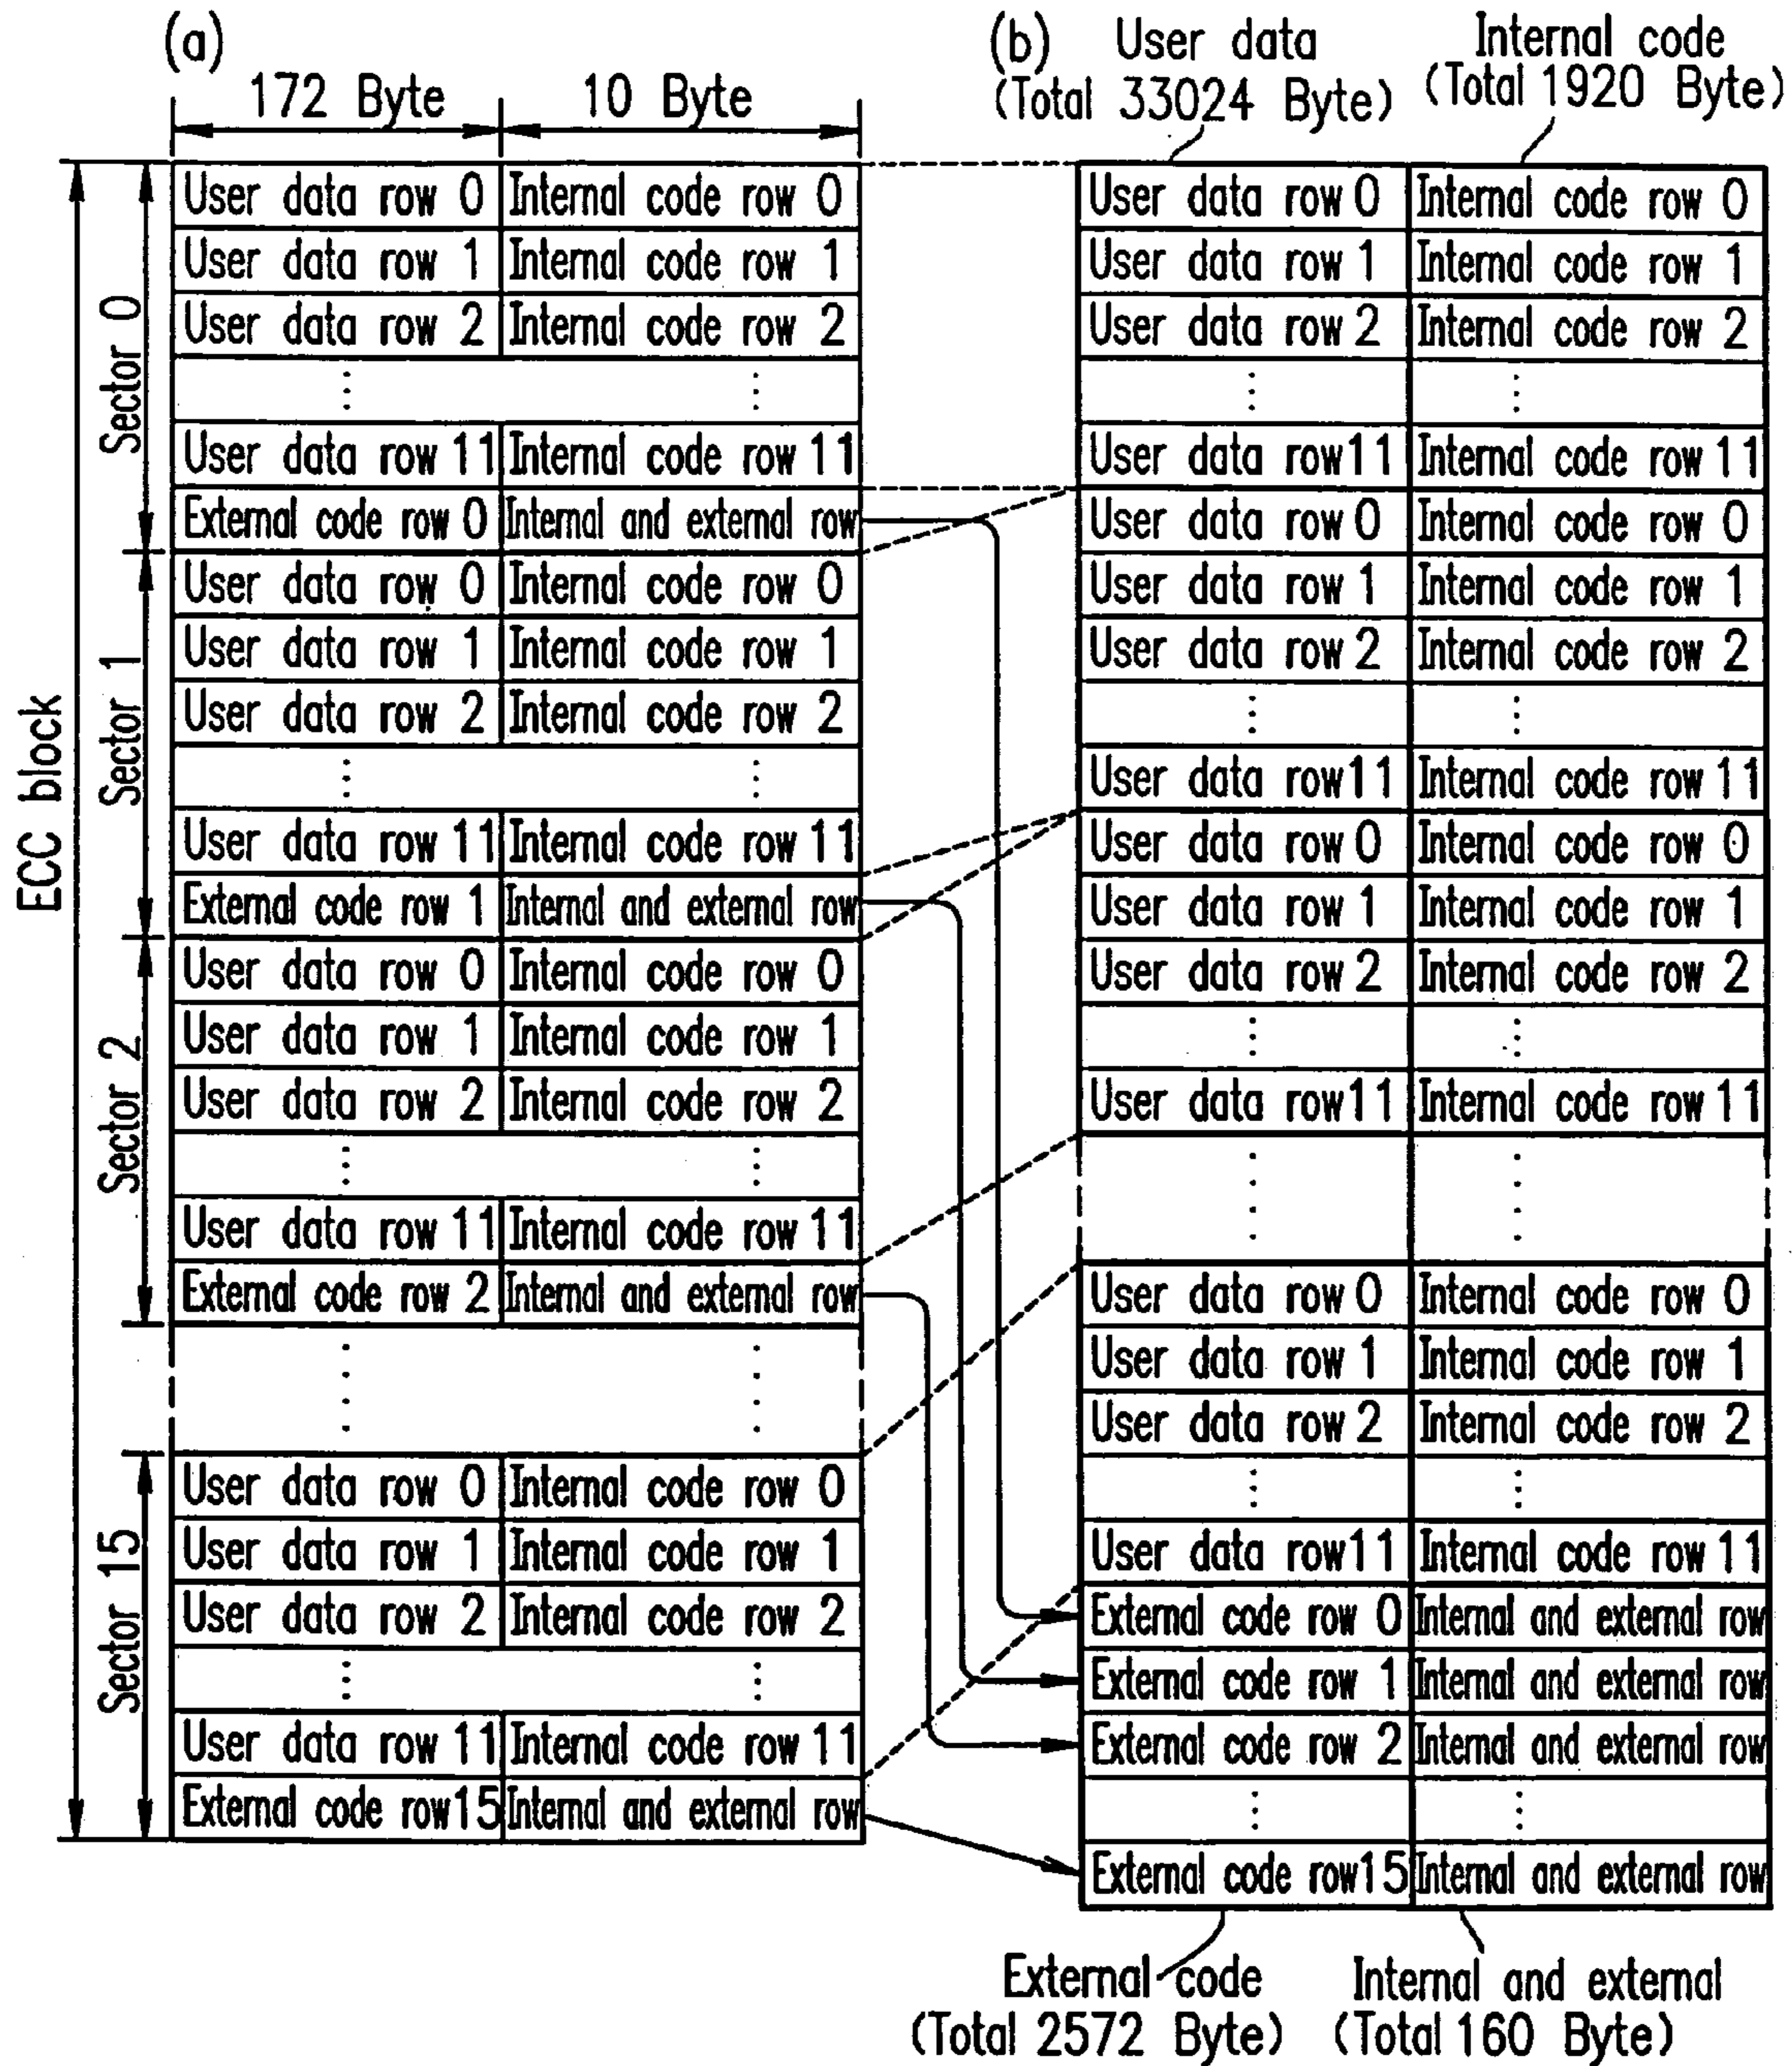 (a)
172 Byte 10 Byte
ECC block
Sector 0
User data row 0 Internal code row 0
User data row 1 Internal code row 1
User data row 2 Internal code row 2
User data row 11 Internal code row 11
External code row 0 Internal and external row
Sector 1
User data row 0 Internal code row 0
User data row 1 Internal code row 1
User data row 2 Internal code row 2
User data row 11 Internal code row 11
External code row 1 Internal and external row
Sector 2
User data row 0 Internal code row 0
User data row 1 Internal code row 1
User data row 2 Internal code row 2
User data row 11 Internal code row 11
External code row 2 Internal and external row
Sector 15
User data row 0 Internal code row 0
User data row 1 Internal code row 1
User data row 2 Internal code row 2
User data row 11 Internal code row 11
External code row 15 Internal and external row
(b) User data Internal code
(Total 33024 Byte) (Total 1920 Byte)
User data row 0 Internal code row 0
User data row 1 Internal code row 1
User data row 2 Internal code row 2
User data row 11 Internal code row 11
User data row 0 Internal code row 0
User data row 1 Internal code row 1
User data row 2 Internal code row 2
User data row 11 Internal code row 11
User data row 0 Internal code row 0
User data row 1 Internal code row 1
User data row 2 Internal code row 2
User data row 11 Internal code row 11
User data row 0 Internal code row 0
User data row 1 Internal code row 1
User data row 2 Internal code row 2
User data row 11 Internal code row 11
External code row 0 Internal and external row
External code row 1 Internal and external row
External code row 2 Internal and external row
External code row 15 Internal and external row
External code Internal and external
(Total 2572 Byte) (Total 160 Byte)